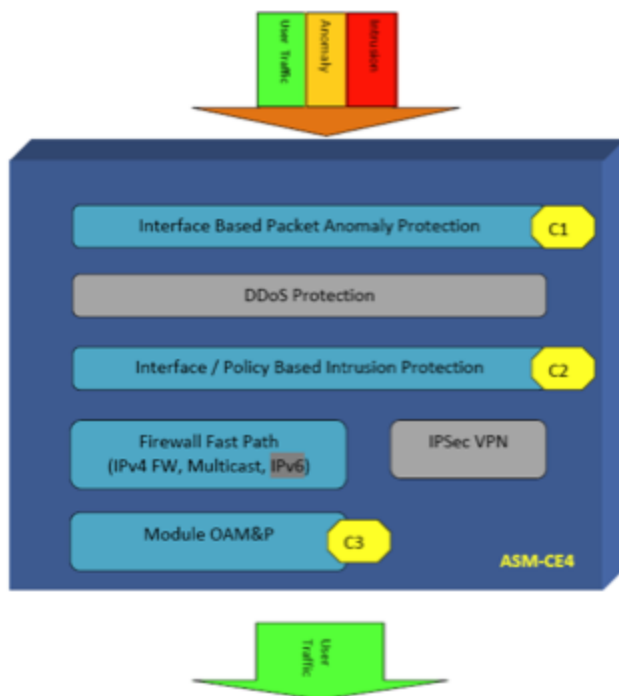 User Traffic
Anomaly
Intrusion
Interface Based Packet Anomaly Protection
C1
DDoS Protection
Interface / Policy Based Intrusion Protection
C2
Firewall Fast Path
(IPv4 FW, Multicast, IPv6)
IPSec VPN
Module OAM&P
C3
ASM-CE4
User
Traffic